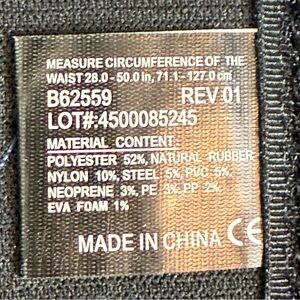 MEASURE CIRCUMFERENCE OF THE
WAIST 28.0 - 50.0 in, 71.1 - 127.0 cm
B62559 REV 01
LOT#:4500085245
MATERIAL CONTENT
POLYESTER 52%, NATURAL RUBBER
NYLON 10%, STEEL 5%, PVC 5%,
NEOPRENE 3%, PE 3%, PP 2%,
EVA FOAM 1%
MADE IN CHINA CE